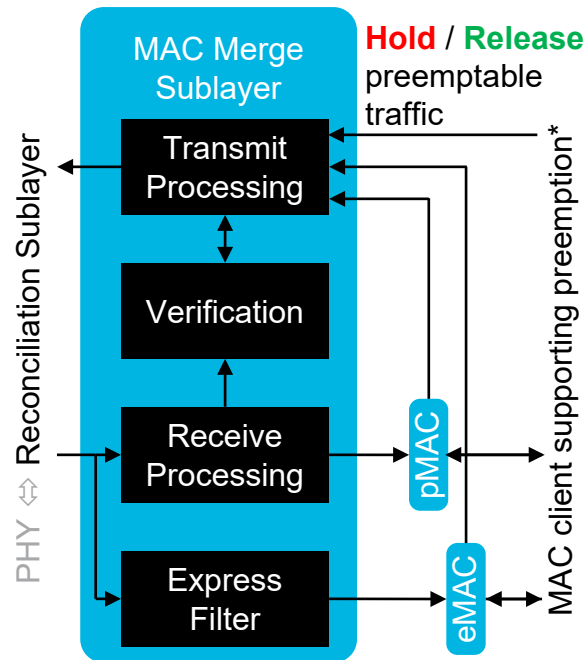 MAC Merge
Sublayer
Hold / Release
preemptable
traffic
Transmit
Processing
Verification
Receive
Processing
Express
Filter
pMAC
eMAC
PHY ⇔ Reconciliation Sublayer
MAC client supporting preemption*